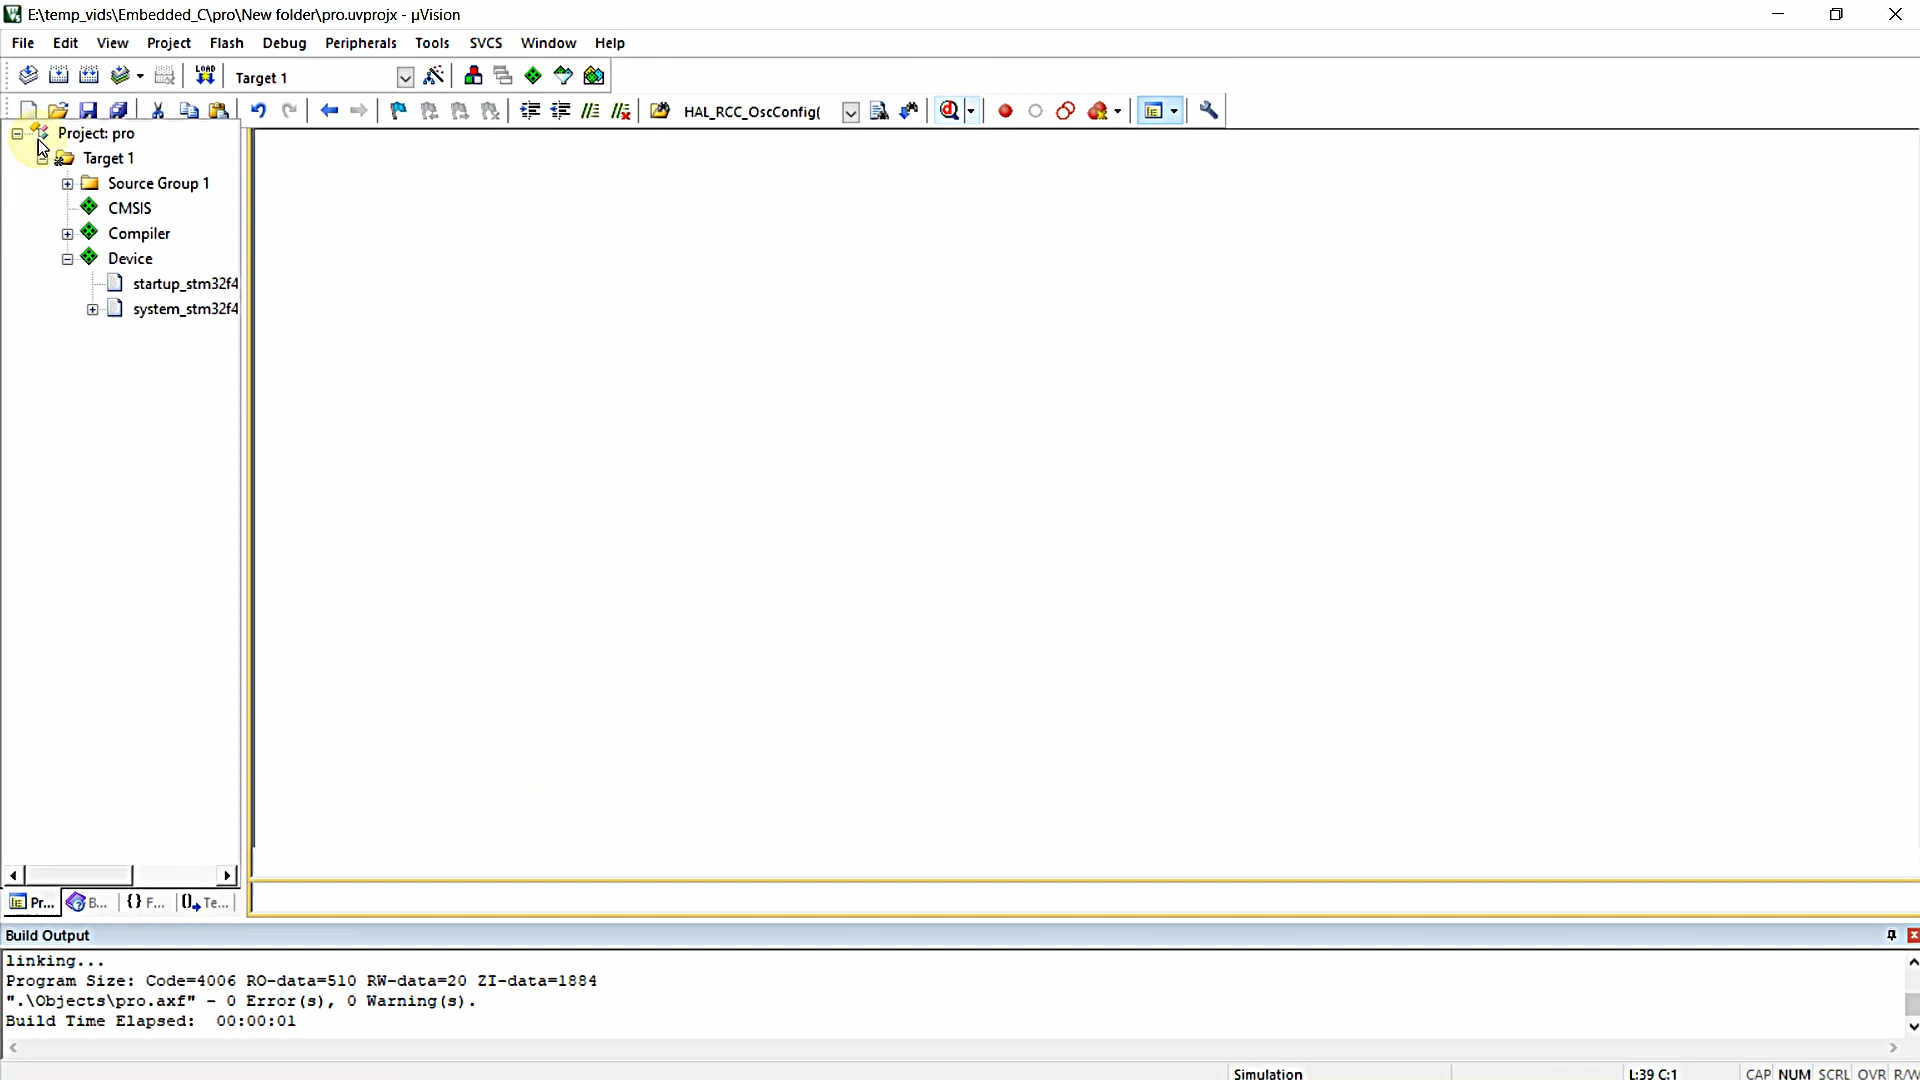 E:\temp_vids\Embedded_C\pro\New folder\pro.uvprojx - µVision
File Edit View Project Flash Debug Peripherals Tools SVCS Window Help
LOAD Target 1
HAL_RCC_OscConfig(
Project: pro
Target 1
Source Group 1
CMSIS
Compiler
Device
startup_stm32f4
system_stm32f4
Pr... B... {} F... Te...
Build Output
linking...
Program Size: Code=4006 RO-data=510 RW-data=20 ZI-data=1884
".\Objects\pro.axf" - 0 Error(s), 0 Warning(s).
Build Time Elapsed:  00:00:01
Simulation L:39 C:1 CAP NUM SCRL OVR R/W